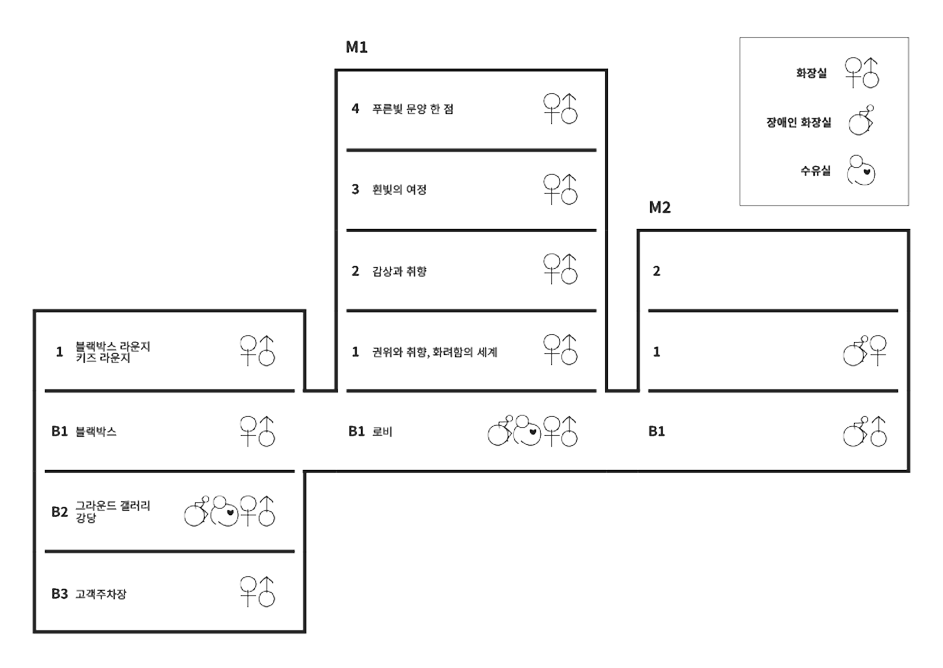 M1
4 푸른빛 문양 한 점
3 흰빛의 여정
2 감상과 취향
1 권위와 취향, 화려함의 세계
B1 로비
화장실
장애인 화장실
수유실
M2
2
1
B1
1 블랙박스 라운지
키즈 라운지
B1 블랙박스
B2 그라운드 갤러리
강당
B3 고객주차장